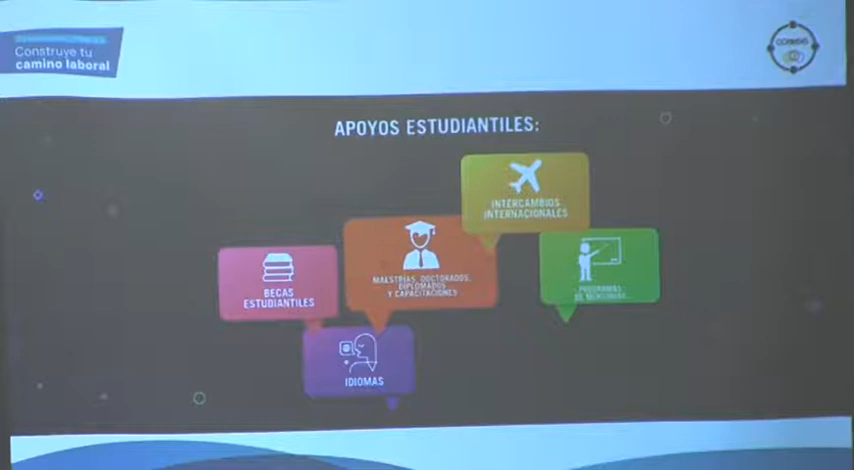 Construye tu
camino laboral
APOYOS ESTUDIANTILES:
INTERCAMBIOS
INTERNACIONALES
MAESTRÍAS, DOCTORADOS,
DIPLOMADOS
Y CAPACITACIONES
BECAS
ESTUDIANTILES
PROGRAMAS
DE MENTORÍAS
IDIOMAS